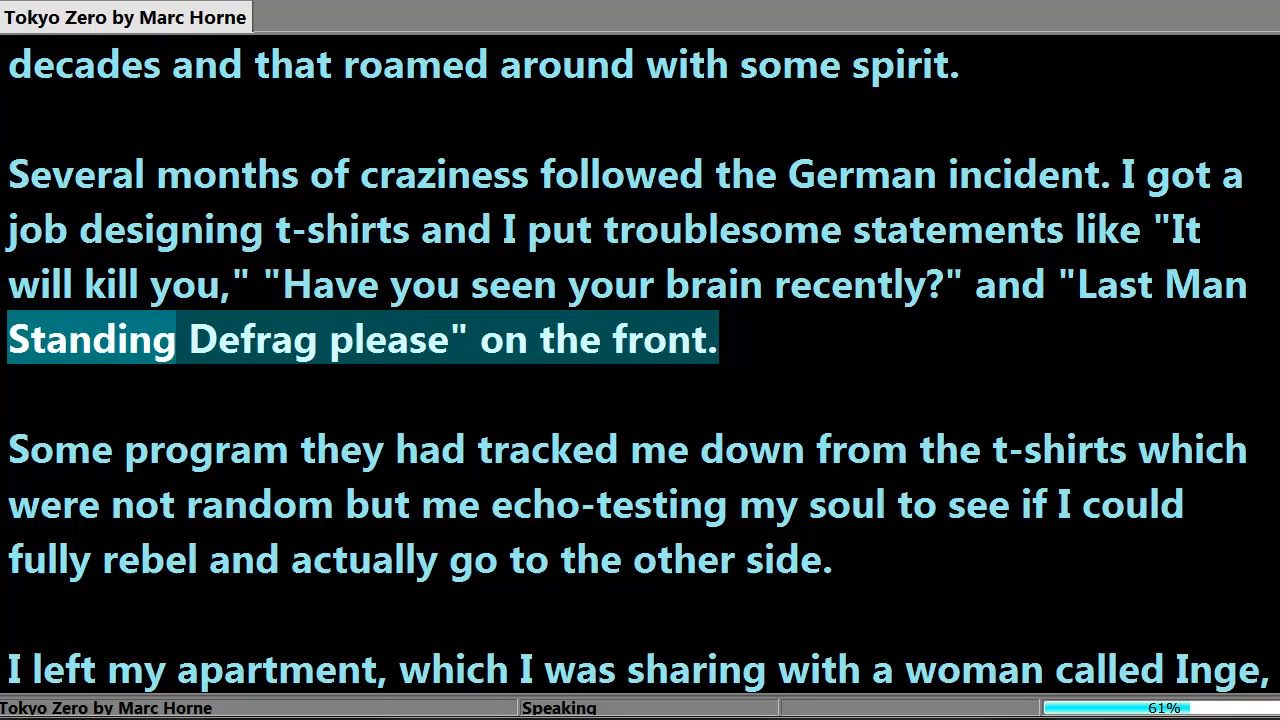 Tokyo Zero by Marc Horne
decades and that roamed around with some spirit.
Several months of craziness followed the German incident. I got a
job designing t-shirts and I put troublesome statements like "It
will kill you," "Have you seen your brain recently?" and "Last Man
Standing Defrag please" on the front.
Some program they had tracked me down from the t-shirts which
were not random but me echo-testing my soul to see if I could
fully rebel and actually go to the other side.
I left my apartment, which I was sharing with a woman called Inge,
Tokyo Zero by Marc Horne
Speaking
61%